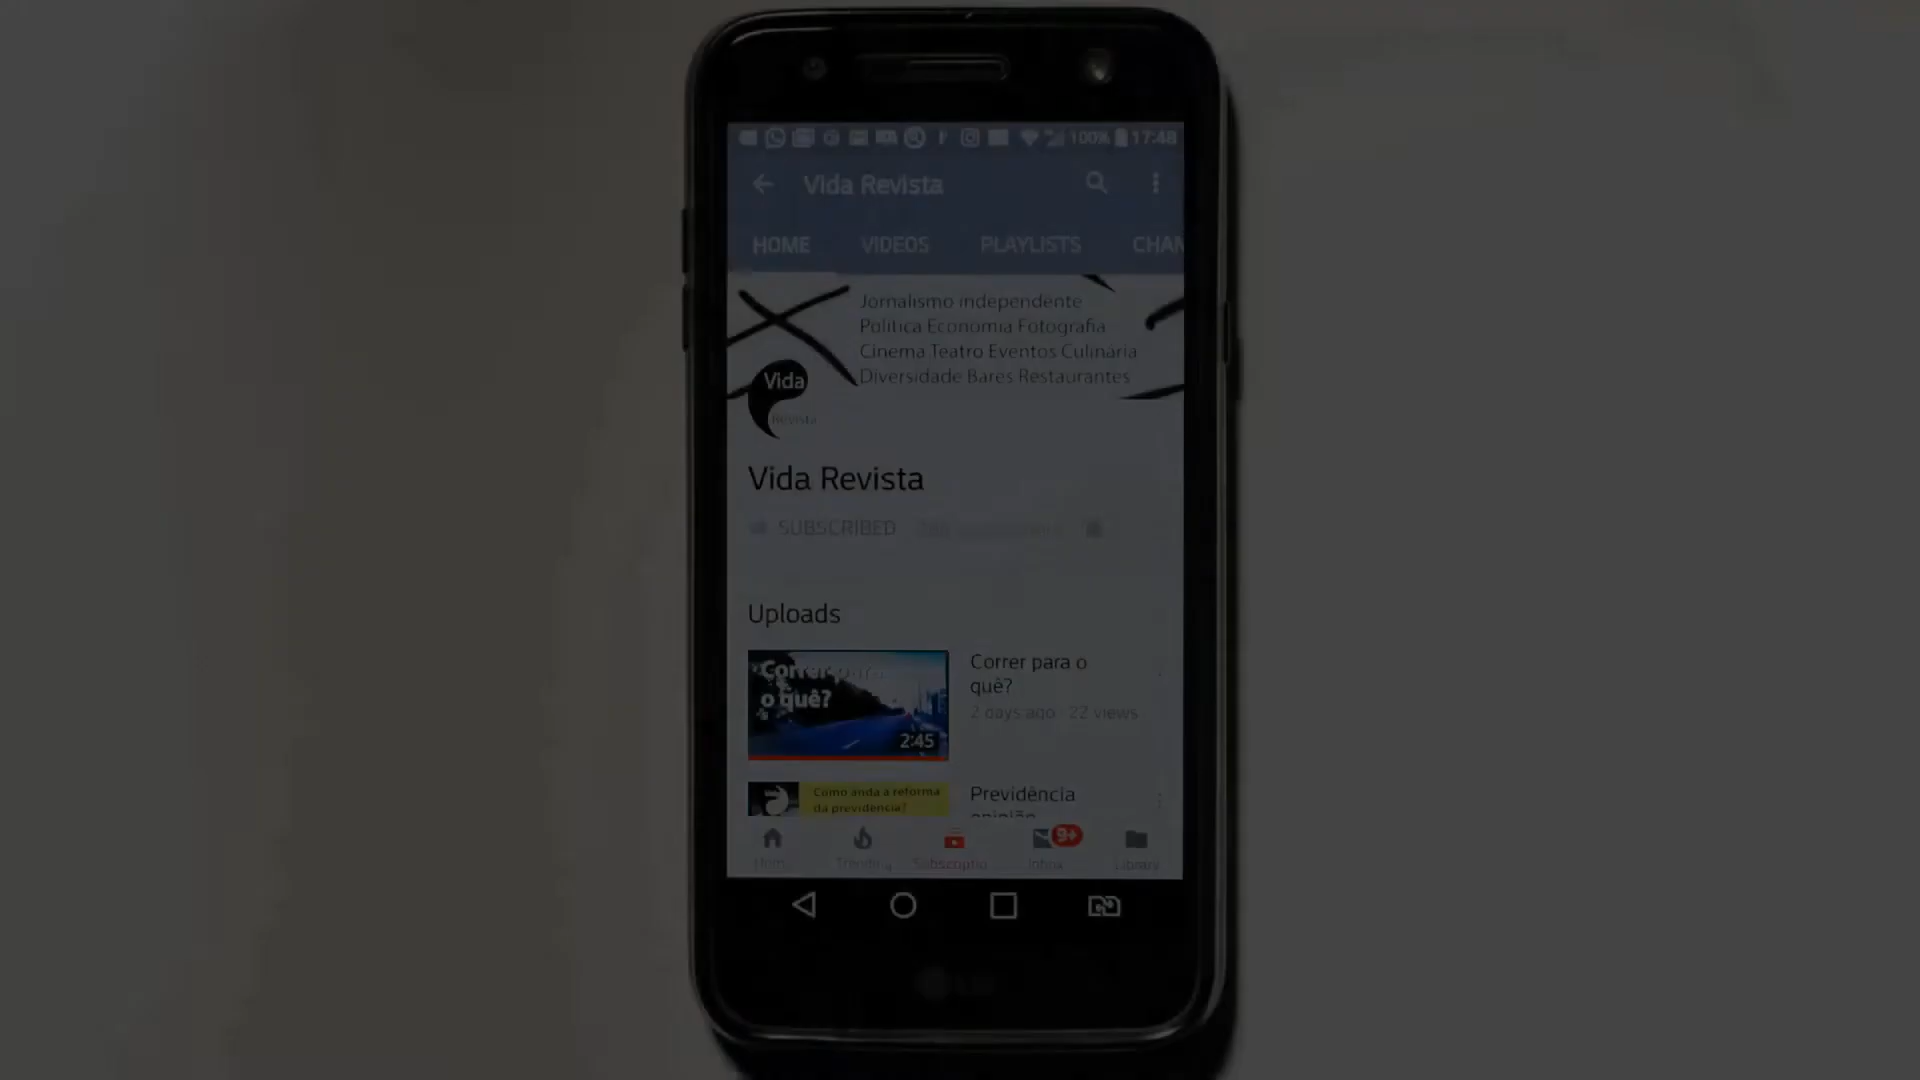 100% 17:48
Vida Revista
HOME VIDEOS PLAYLISTS CHAN
Jornalismo independente
Política Economia Fotografia
Cinema Teatro Eventos Culinária
Diversidade Bares Restaurantes
Vida
Revista
Vida Revista
SUBSCRIBED
Uploads
Correr para
o quê?
2:45
Correr para o
quê?
2 days ago · 22 views
Como anda a reforma
da previdência?
Previdência
opinião
9+
Home Trending Subscriptio Inbox Library